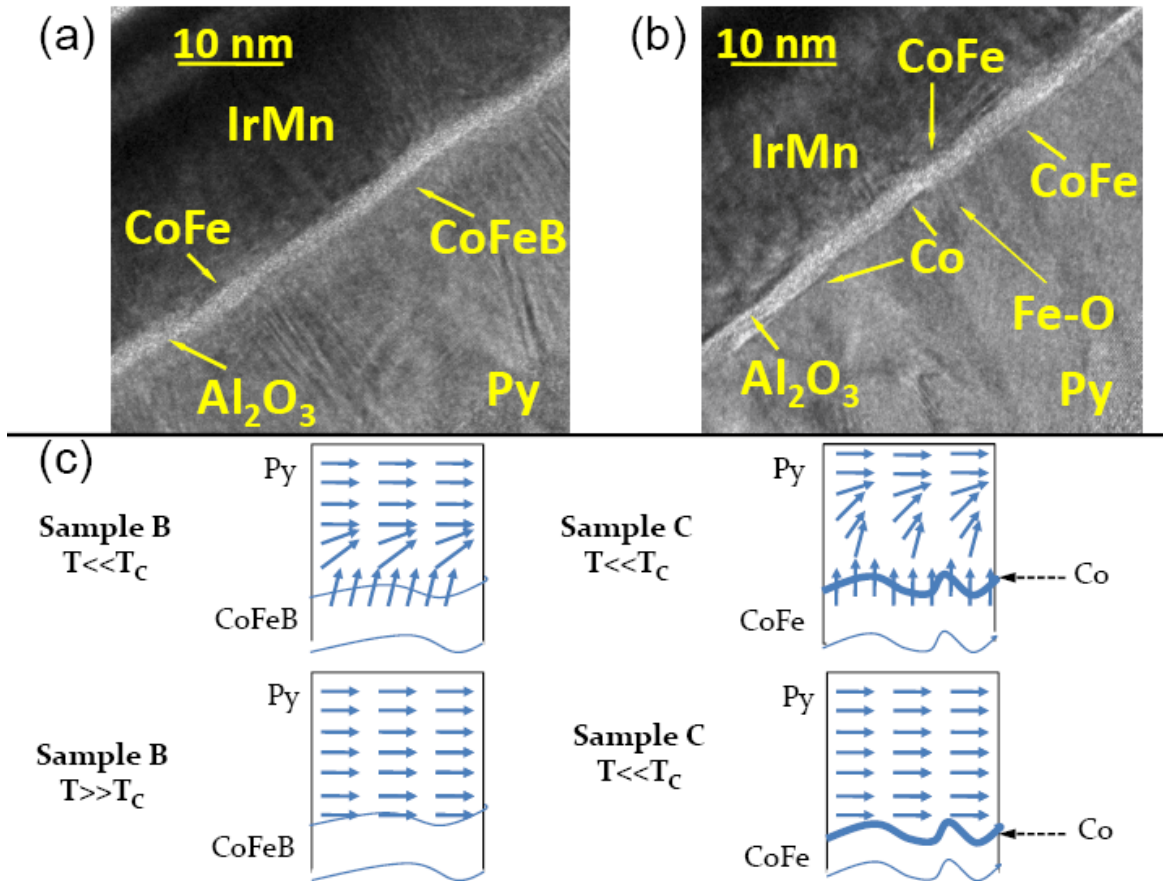 (a)
10 nm
IrMn
CoFe
CoFeB
Al2O3
Py
(b)
10 nm
CoFe
IrMn
CoFe
Co
Fe-O
Al2O3
Py
(c)
Py
Sample B
T<<TC
CoFeB
Py
Sample C
T<<TC
Co
CoFe
Py
Sample B
T>>TC
CoFeB
Py
Sample C
T<<TC
Co
CoFe